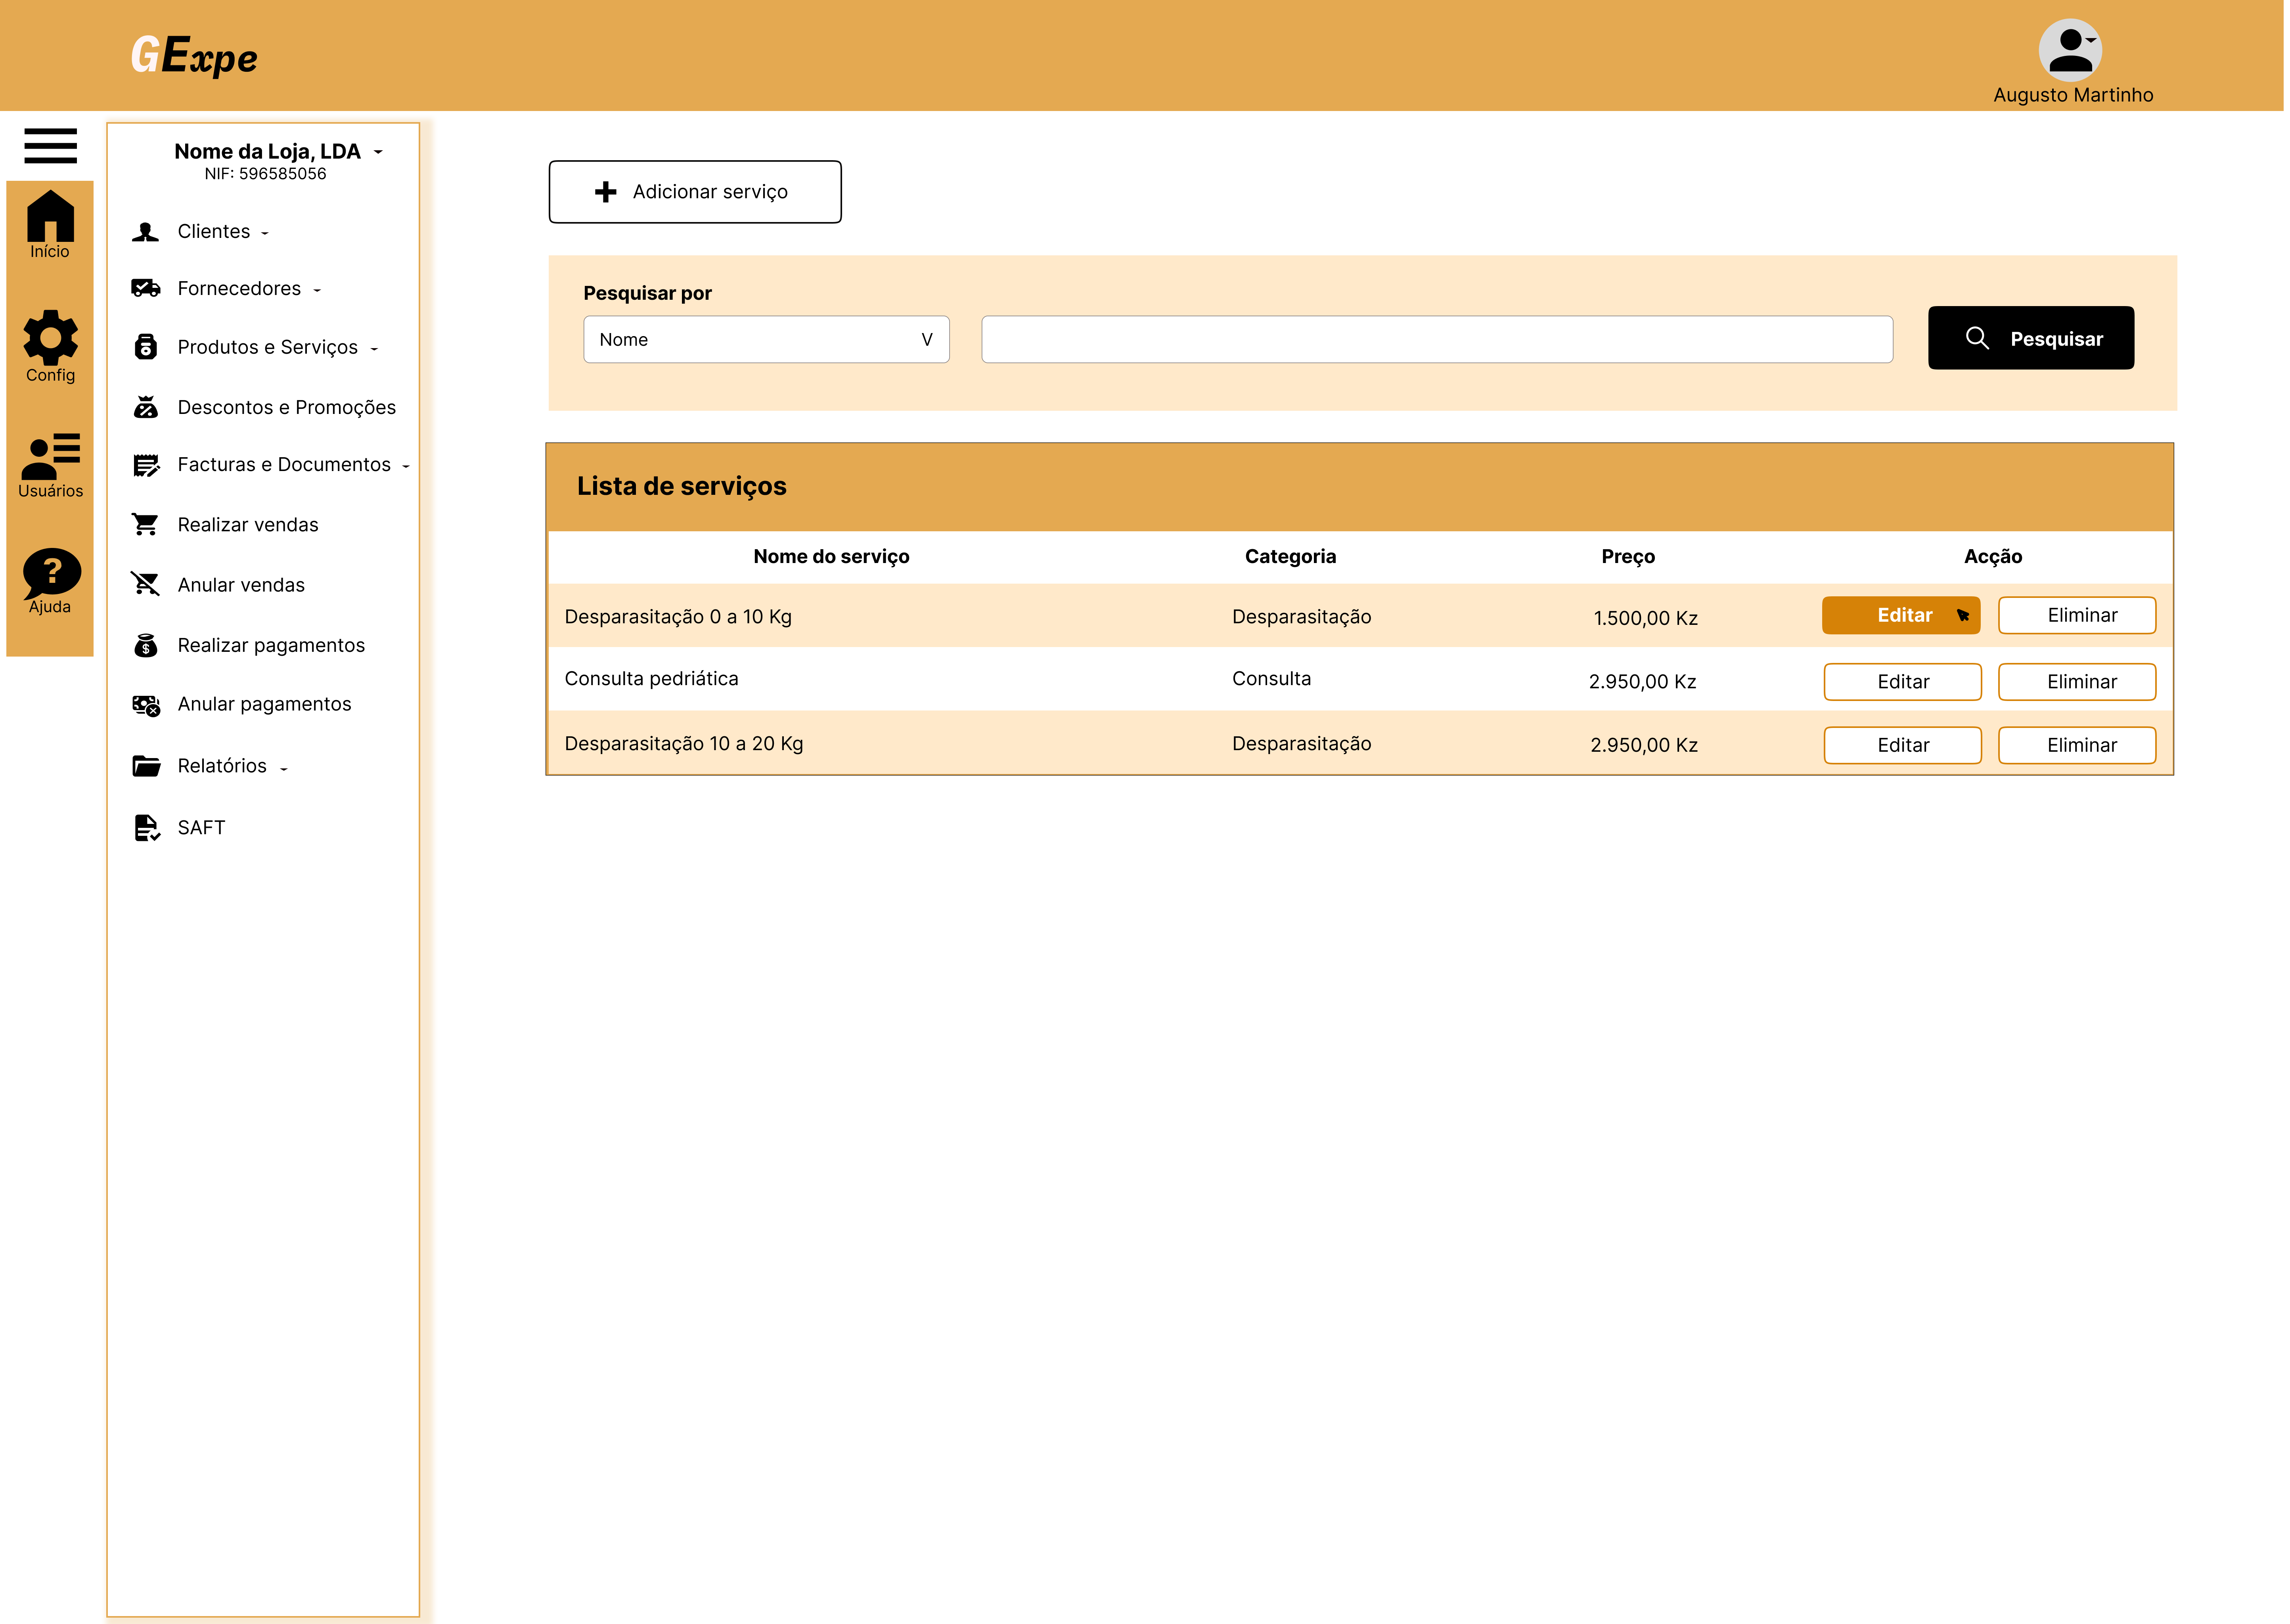 GExpe
Augusto Martinho
Início
Config
Usuários
?
Ajuda
Nome da Loja, LDA
NIF: 596585056
Clientes
Fornecedores
Produtos e Serviços
Descontos e Promoções
Facturas e Documentos
Realizar vendas
Anular vendas
Realizar pagamentos
Anular pagamentos
Relatórios
SAFT
Adicionar serviço
Pesquisar por
Nome V
Pesquisar
Lista de serviços
Nome do serviço Categoria Preço Acção
Desparasitação 0 a 10 Kg Desparasitação 1.500,00 Kz Editar Eliminar
Consulta pedriática Consulta 2.950,00 Kz Editar Eliminar
Desparasitação 10 a 20 Kg Desparasitação 2.950,00 Kz Editar Eliminar